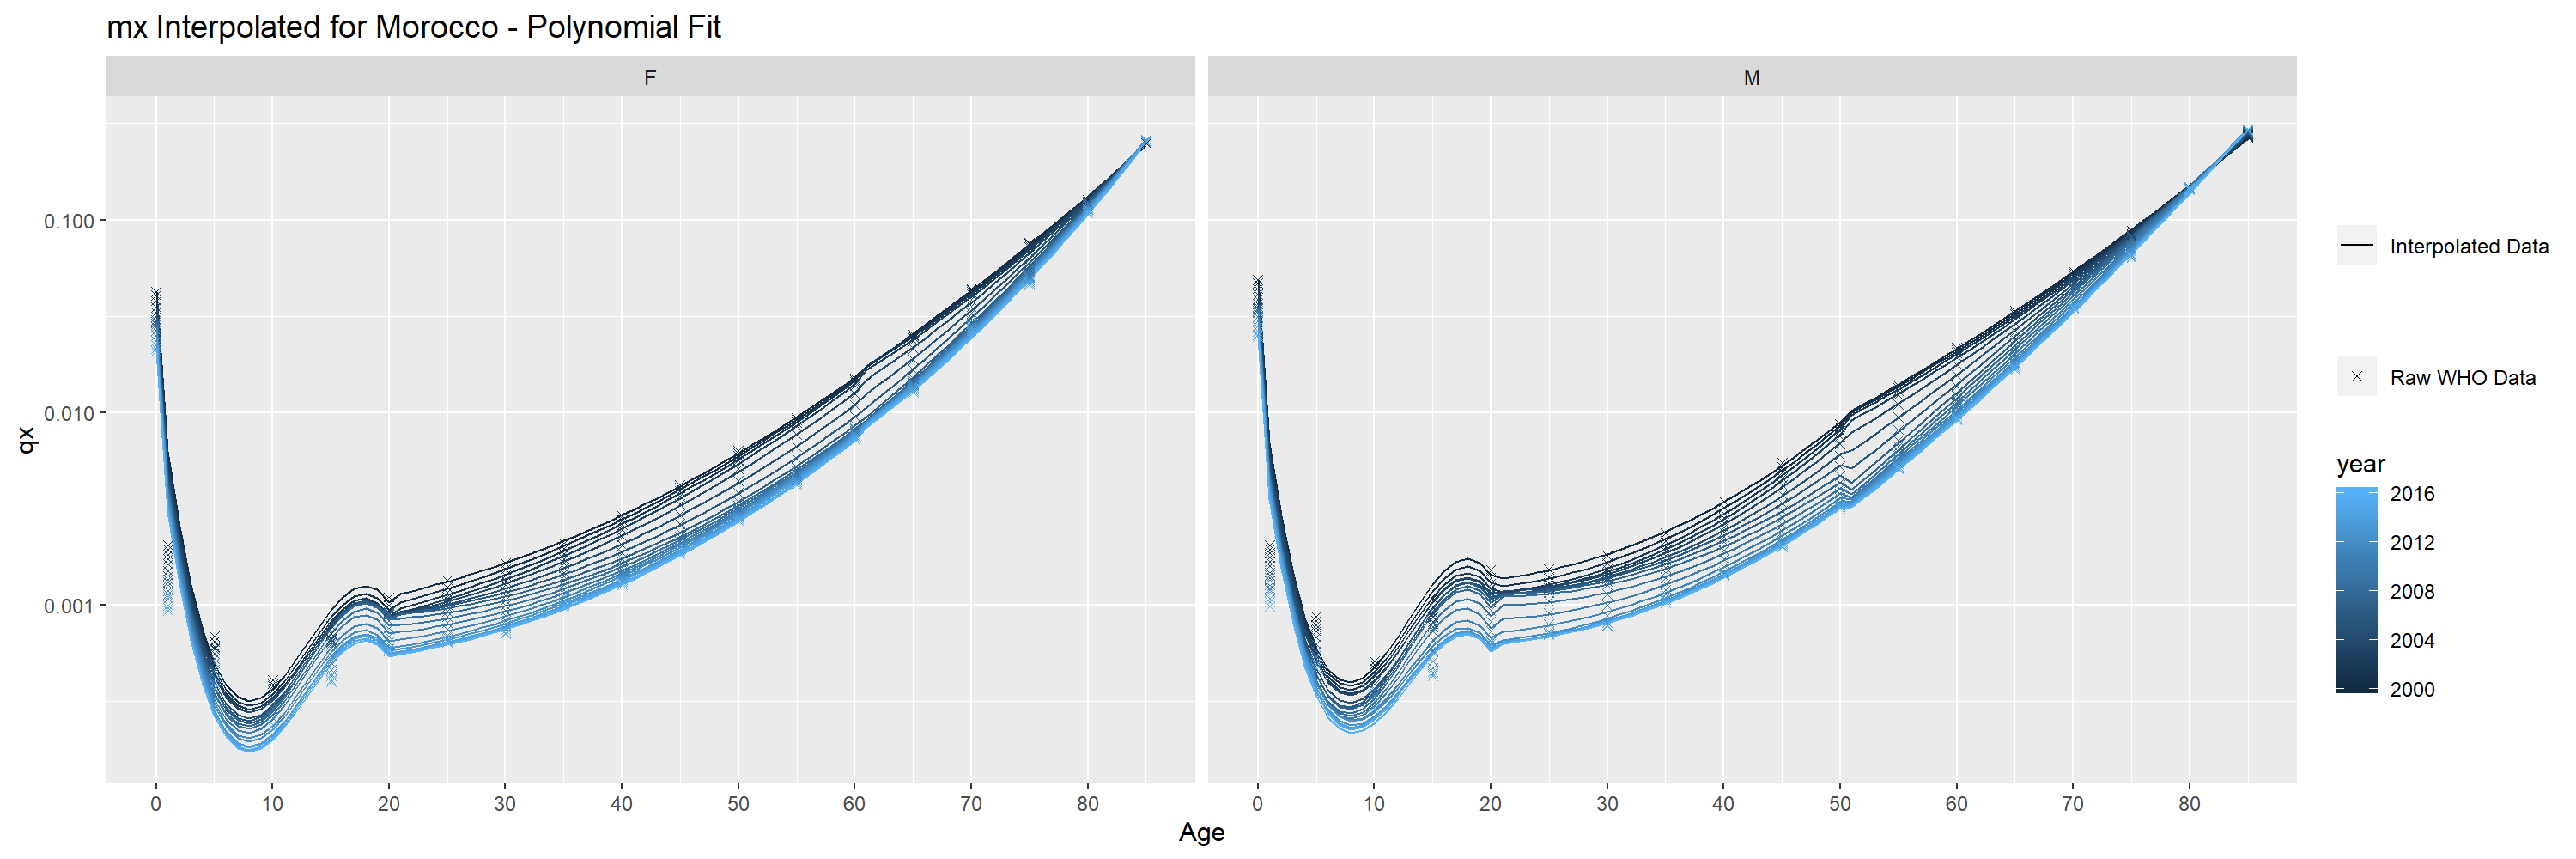 mx Interpolated for Morocco - Polynomial Fit
F
M
0.100
0.010
0.001
qx
0 10 20 30 40 50 60 70 80
0 10 20 30 40 50 60 70 80
Age
Interpolated Data
Raw WHO Data
year
2016
2012
2008
2004
2000